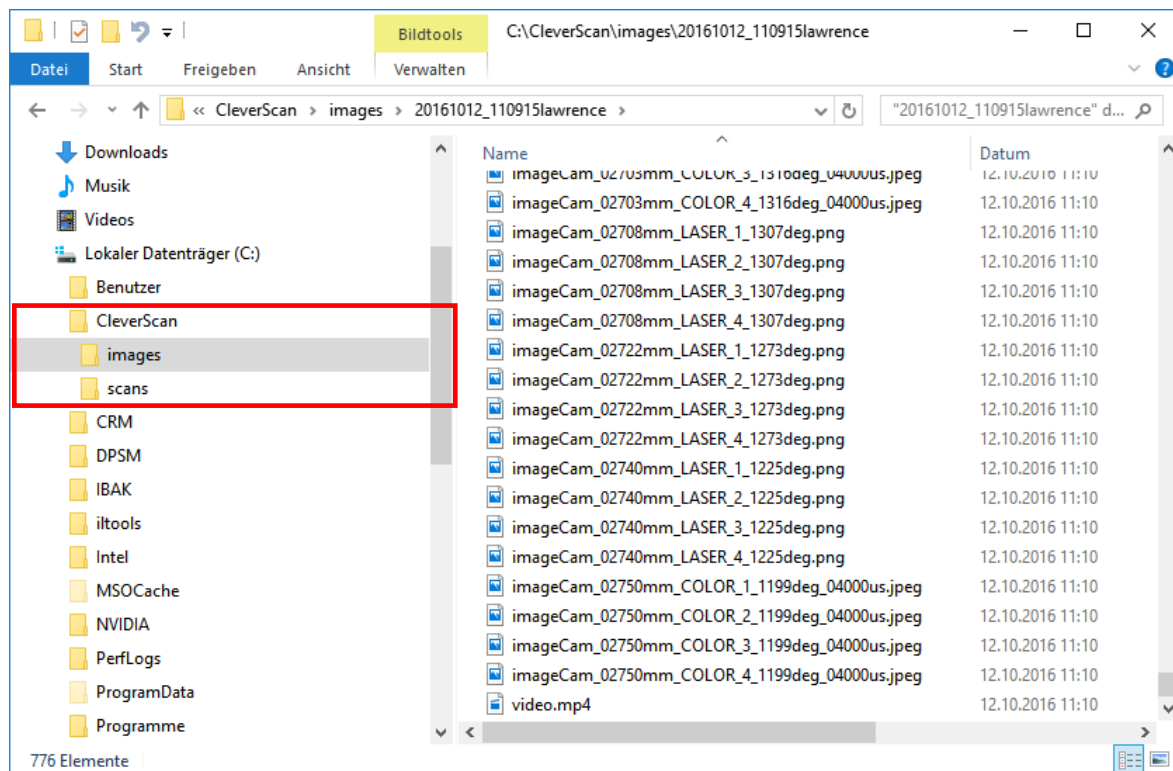 Bildtools
C:\CleverScan\images\20161012_110915lawrence
Datei Start Freigeben Ansicht Verwalten
« CleverScan › images › 20161012_110915lawrence ›
"20161012_110915lawrence" d...
Downloads
Musik
Videos
Lokaler Datenträger (C:)
Benutzer
CleverScan
images
scans
CRM
DPSM
IBAK
iltools
Intel
MSOCache
NVIDIA
PerfLogs
ProgramData
Programme
Name Datum
imageCam_02703mm_COLOR_3_1316deg_04000us.jpeg 12.10.2016 11:10
imageCam_02703mm_COLOR_4_1316deg_04000us.jpeg 12.10.2016 11:10
imageCam_02708mm_LASER_1_1307deg.png 12.10.2016 11:10
imageCam_02708mm_LASER_2_1307deg.png 12.10.2016 11:10
imageCam_02708mm_LASER_3_1307deg.png 12.10.2016 11:10
imageCam_02708mm_LASER_4_1307deg.png 12.10.2016 11:10
imageCam_02722mm_LASER_1_1273deg.png 12.10.2016 11:10
imageCam_02722mm_LASER_2_1273deg.png 12.10.2016 11:10
imageCam_02722mm_LASER_3_1273deg.png 12.10.2016 11:10
imageCam_02722mm_LASER_4_1273deg.png 12.10.2016 11:10
imageCam_02740mm_LASER_1_1225deg.png 12.10.2016 11:10
imageCam_02740mm_LASER_2_1225deg.png 12.10.2016 11:10
imageCam_02740mm_LASER_3_1225deg.png 12.10.2016 11:10
imageCam_02740mm_LASER_4_1225deg.png 12.10.2016 11:10
imageCam_02750mm_COLOR_1_1199deg_04000us.jpeg 12.10.2016 11:10
imageCam_02750mm_COLOR_2_1199deg_04000us.jpeg 12.10.2016 11:10
imageCam_02750mm_COLOR_3_1199deg_04000us.jpeg 12.10.2016 11:10
imageCam_02750mm_COLOR_4_1199deg_04000us.jpeg 12.10.2016 11:10
video.mp4 12.10.2016 11:10
776 Elemente